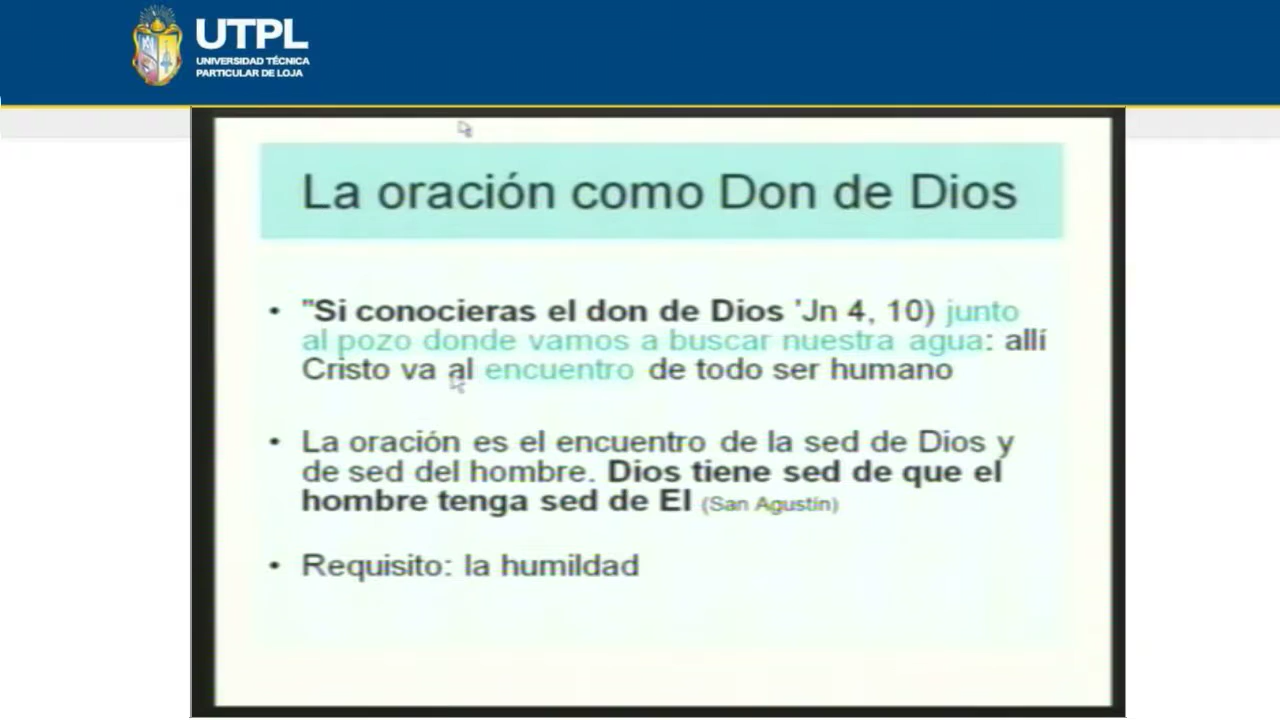 UTPL
UNIVERSIDAD TÉCNICA
PARTICULAR DE LOJA
La oración como Don de Dios
• "Si conocieras el don de Dios 'Jn 4, 10) junto
al pozo donde vamos a buscar nuestra agua: allí
Cristo va al encuentro de todo ser humano
• La oración es el encuentro de la sed de Dios y
de sed del hombre. Dios tiene sed de que el
hombre tenga sed de El (San Agustín)
• Requisito: la humildad